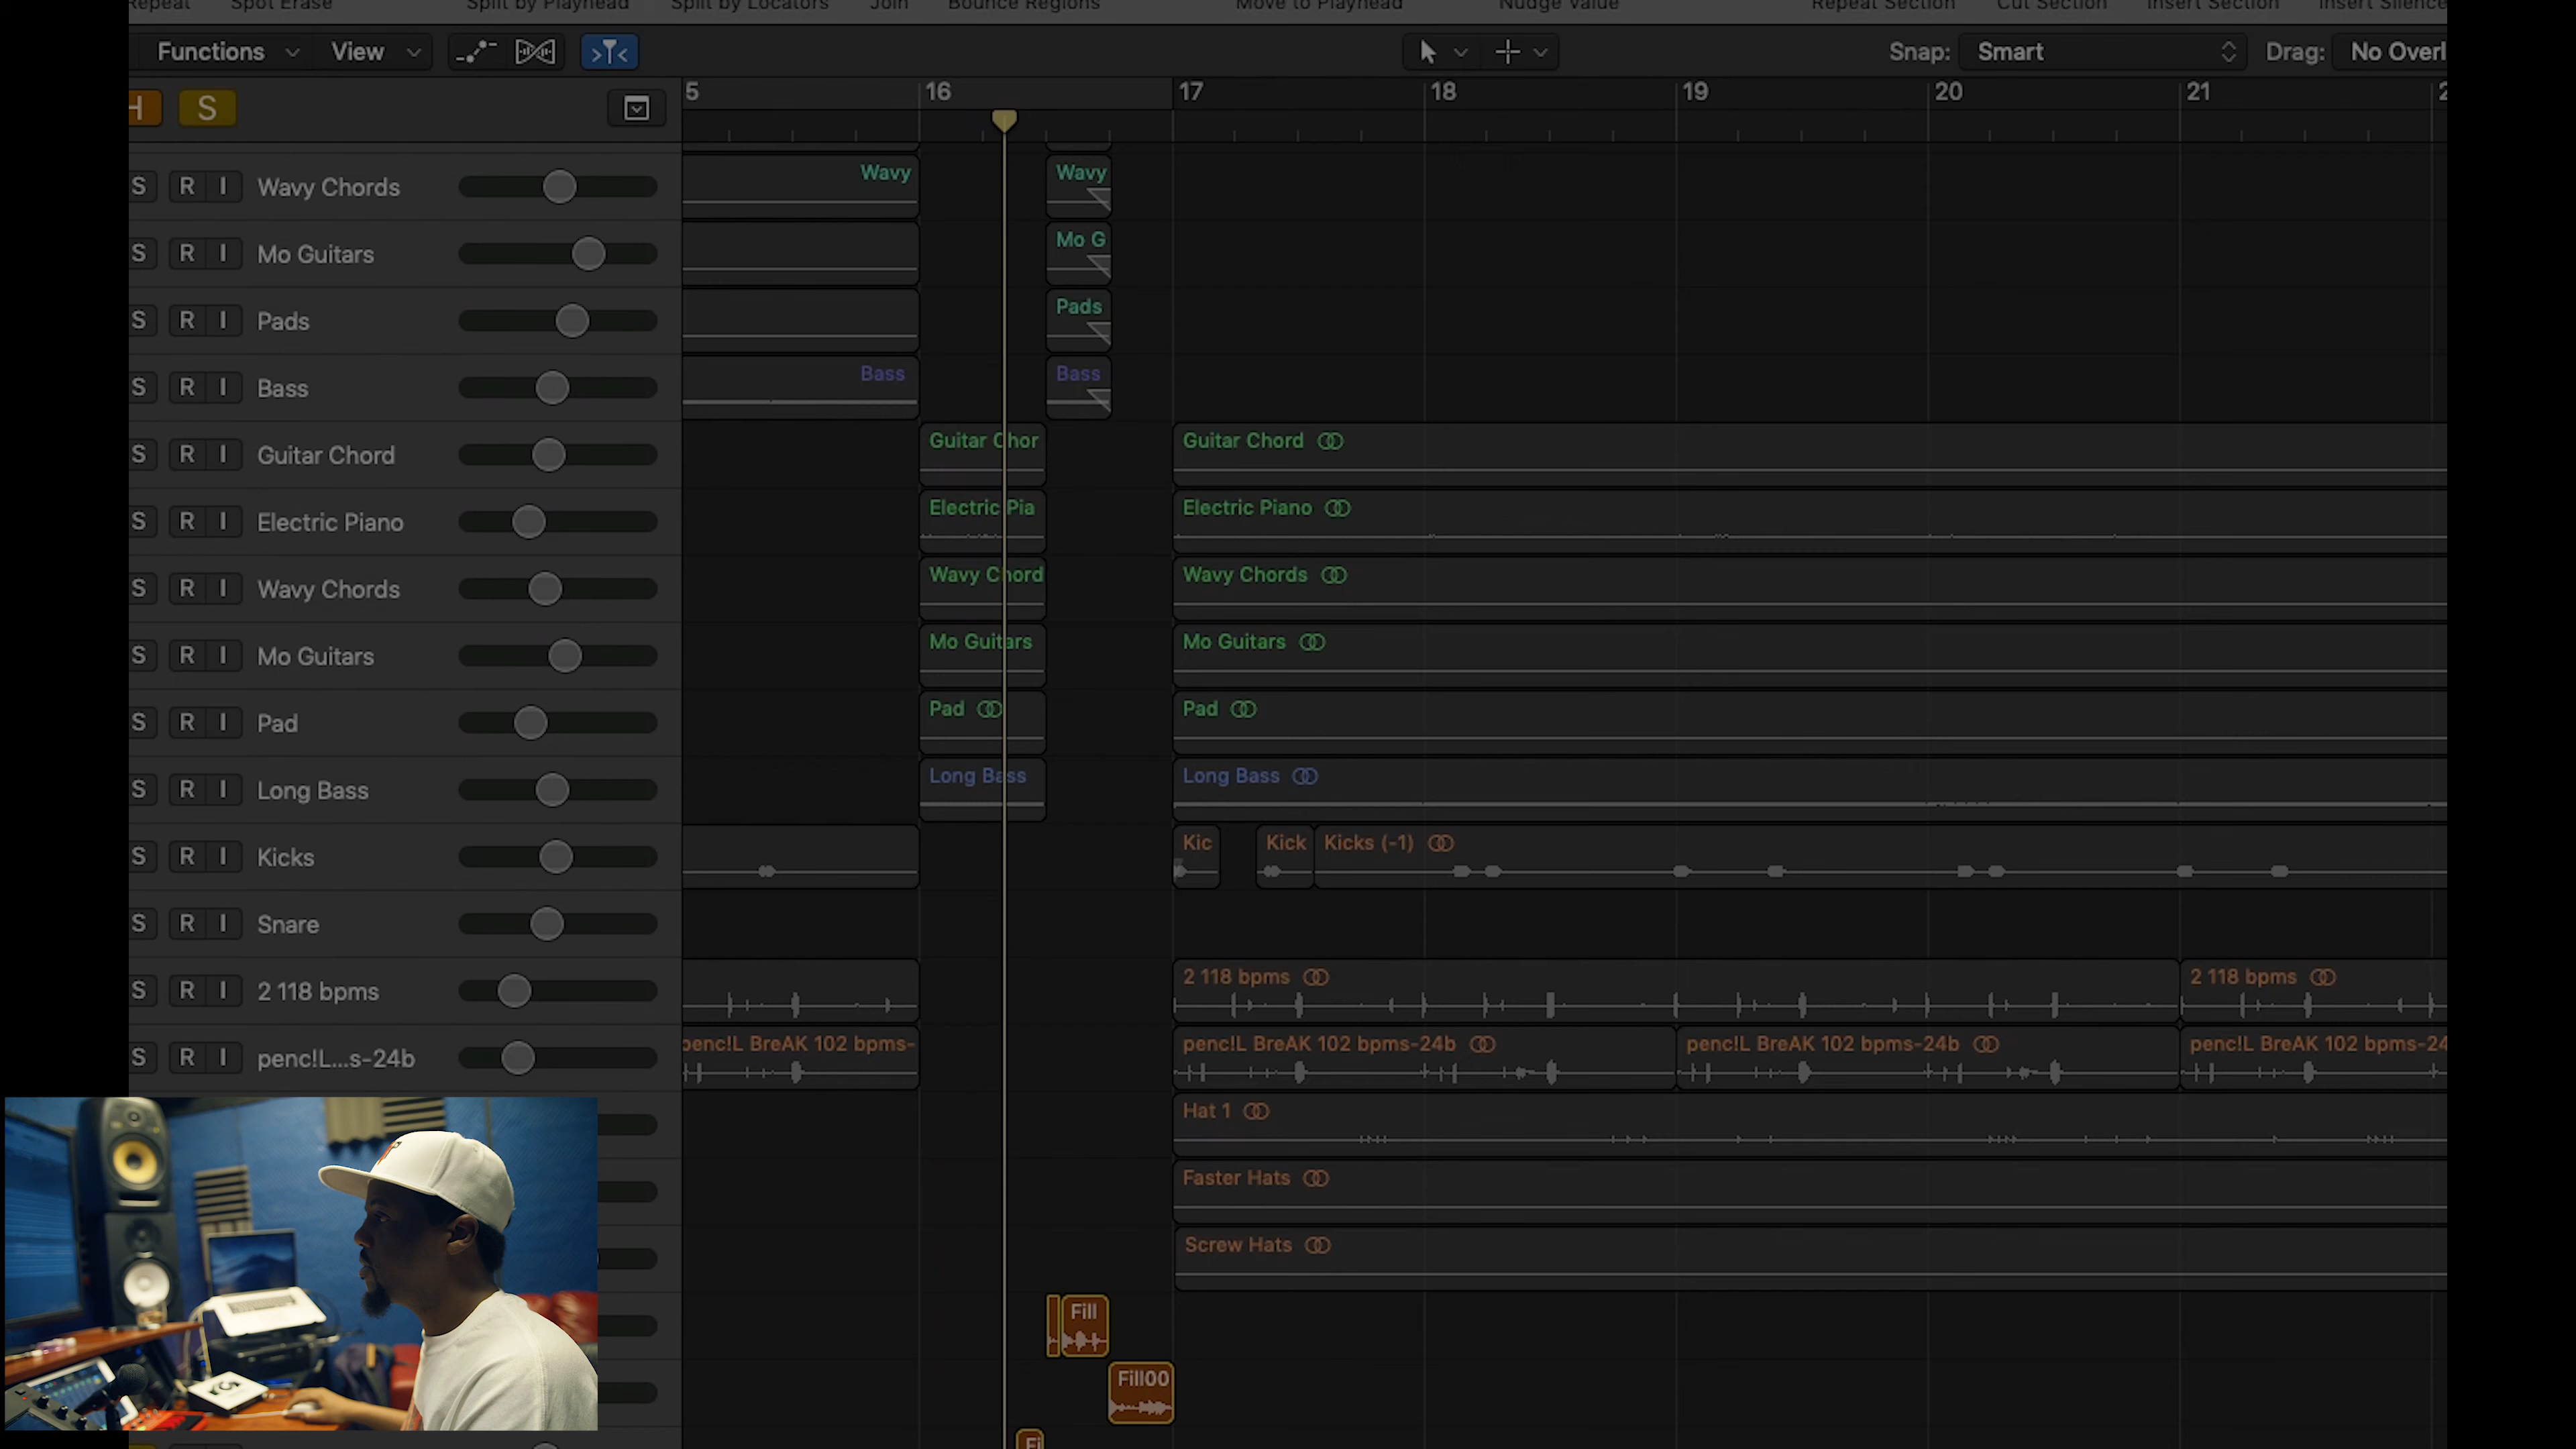 Repeat Spot Erase Split by Playhead Split by Locators Join Bounce Regions Move to Playhead Nudge Value Repeat Section Cut Section Insert Section Insert Silence
Functions View Snap: Smart Drag: No Overl
H S 5 16 17 18 19 20 21 2
S R I Wavy Chords Wavy Wavy
S R I Mo Guitars Mo G
S R I Pads Pads
S R I Bass Bass Bass
S R I Guitar Chord Guitar Chor Guitar Chord
S R I Electric Piano Electric Pia Electric Piano
S R I Wavy Chords Wavy Chord Wavy Chords
S R I Mo Guitars Mo Guitars Mo Guitars
S R I Pad Pad Pad
S R I Long Bass Long Bass Long Bass
S R I Kicks Kic Kick Kicks (-1)
S R I Snare
S R I 2 118 bpms 2 118 bpms 2 118 bpms
S R I penc!L...s-24b penc!L BreAK 102 bpms- penc!L BreAK 102 bpms-24b penc!L BreAK 102 bpms-24b penc!L BreAK 102 bpms-24
Hat 1
Faster Hats
Screw Hats
Fill
Fill00
Fi